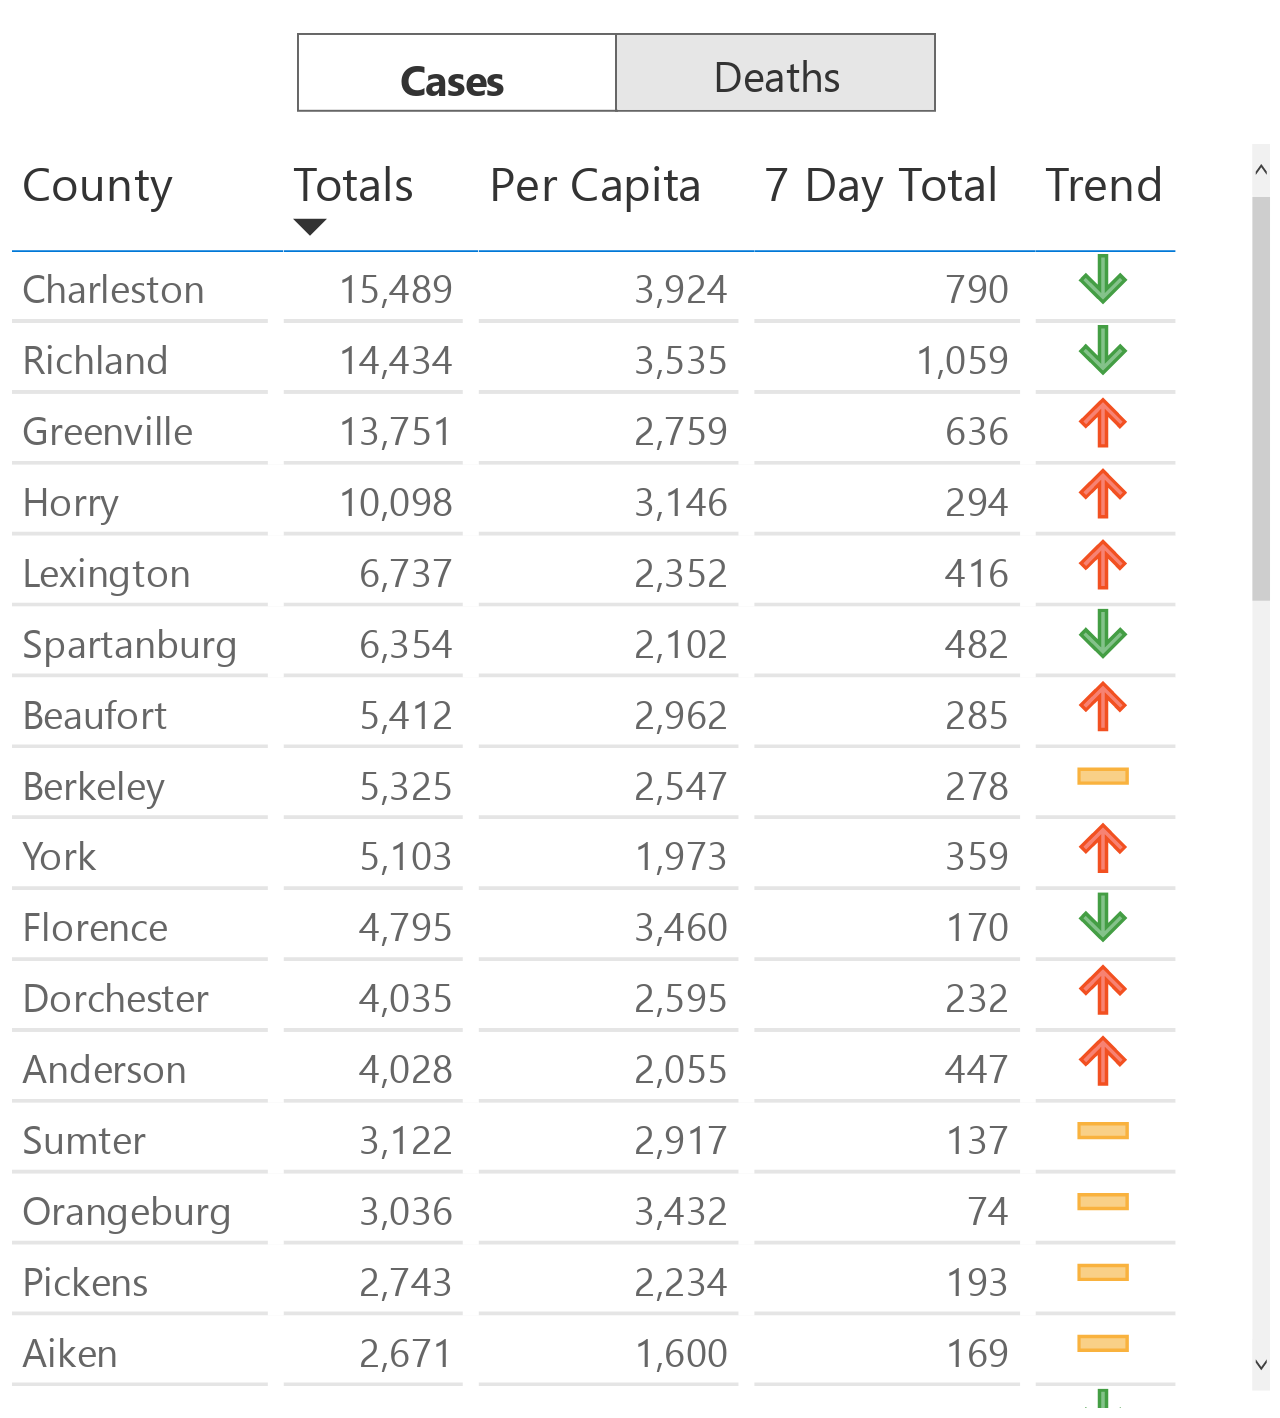 Cases Deaths
County Totals Per Capita 7 Day Total Trend
Charleston 15,489 3,924 790
Richland 14,434 3,535 1,059
Greenville 13,751 2,759 636
Horry 10,098 3,146 294
Lexington 6,737 2,352 416
Spartanburg 6,354 2,102 482
Beaufort 5,412 2,962 285
Berkeley 5,325 2,547 278
York 5,103 1,973 359
Florence 4,795 3,460 170
Dorchester 4,035 2,595 232
Anderson 4,028 2,055 447
Sumter 3,122 2,917 137
Orangeburg 3,036 3,432 74
Pickens 2,743 2,234 193
Aiken 2,671 1,600 169